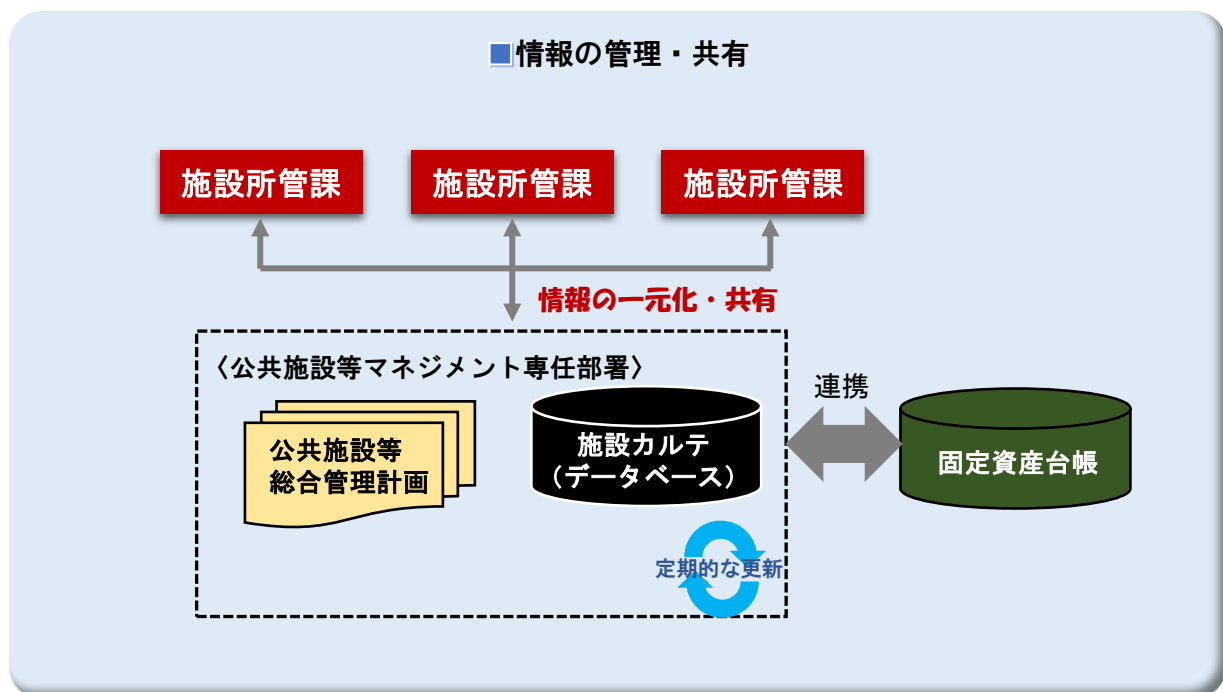 ■情報の管理・共有
施設所管課
施設所管課
施設所管課
情報の一元化・共有
〈公共施設等マネジメント専任部署〉
公共施設等
総合管理計画
施設カルテ
（データベース）
連携
固定資産台帳
定期的な更新